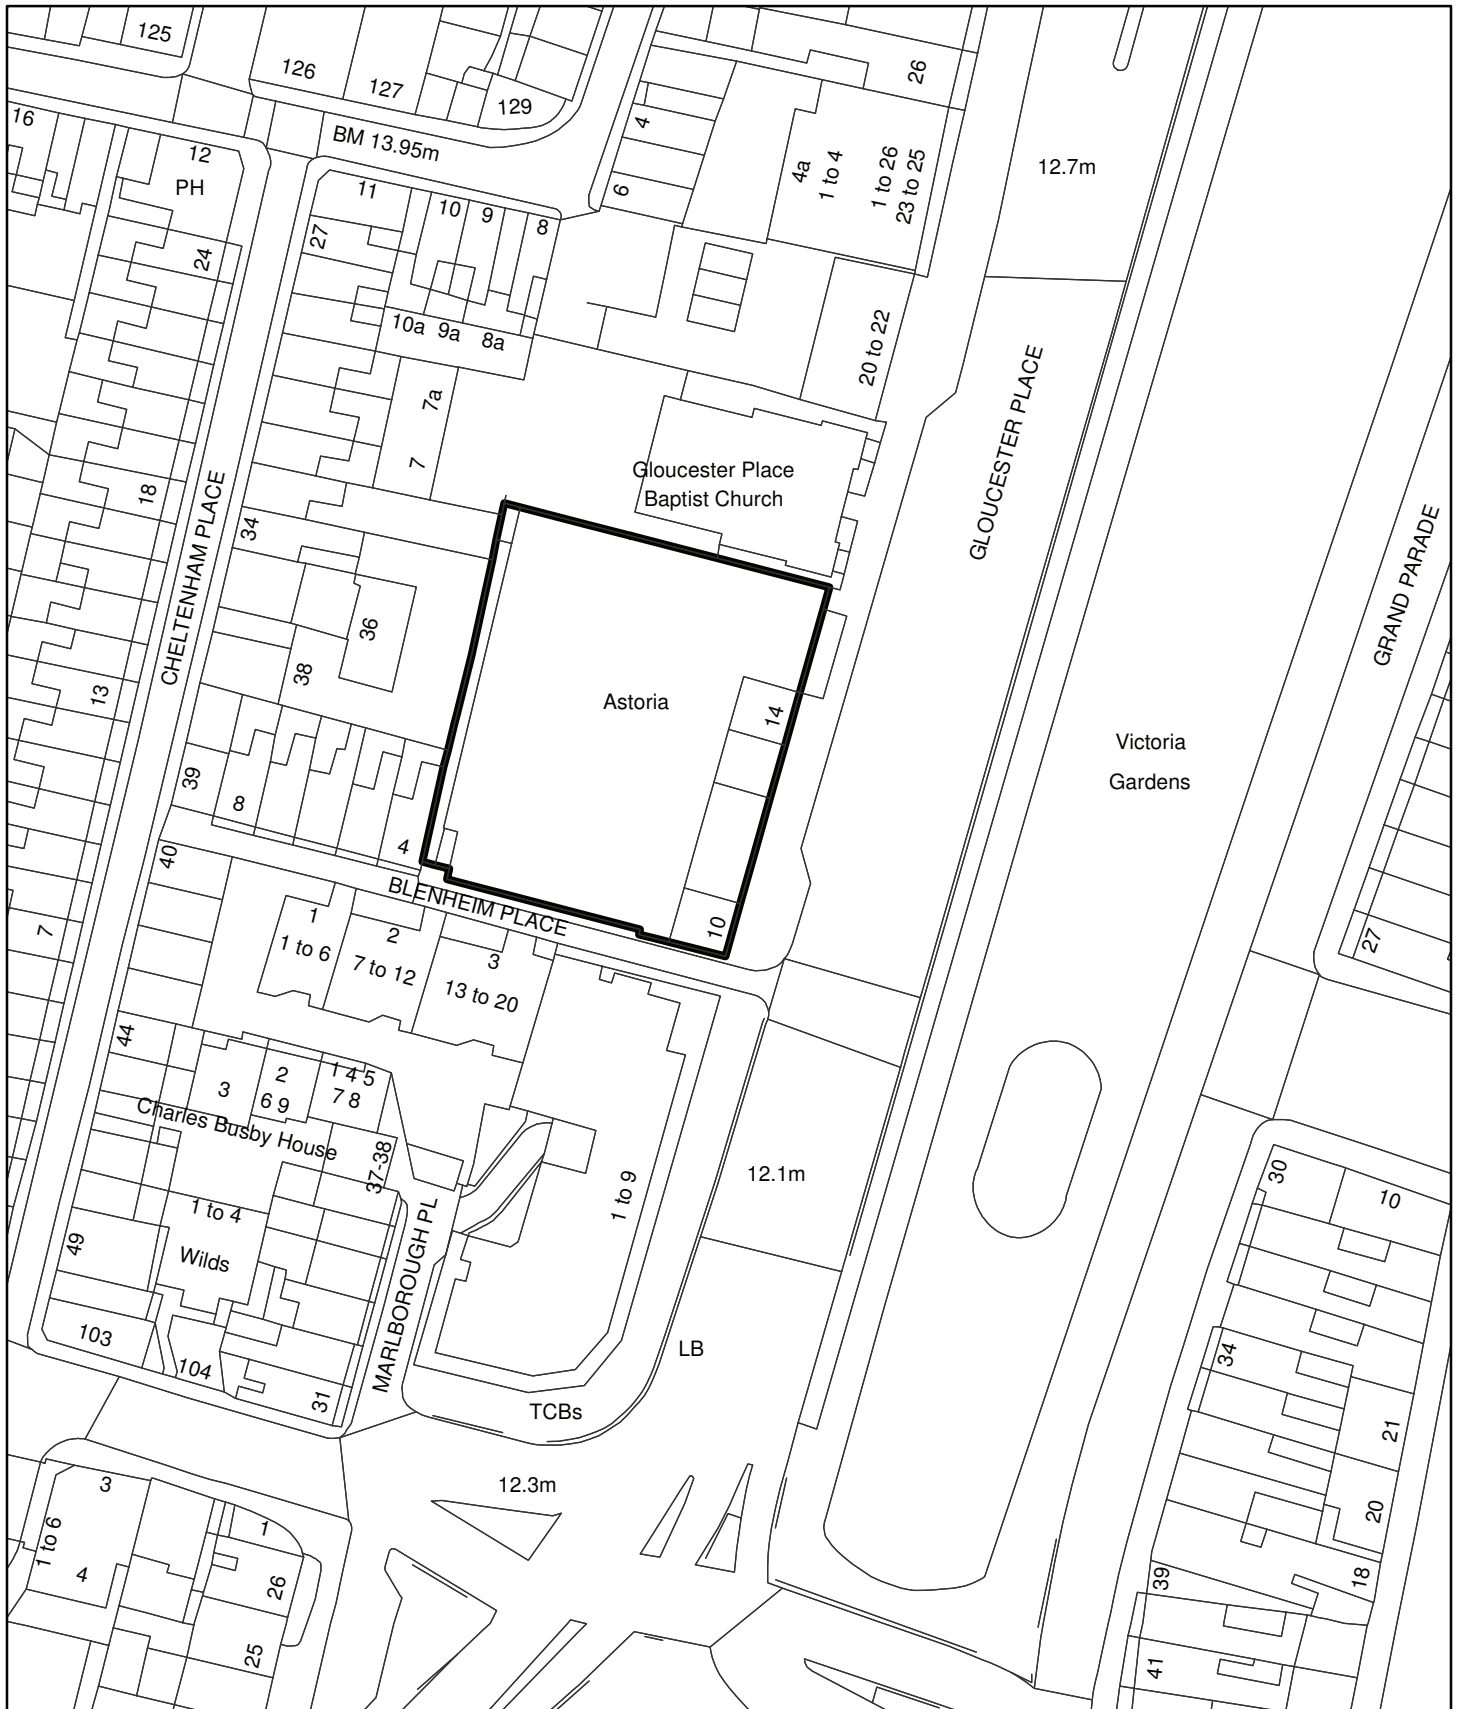 125
126
127
129
26
16
12
PH
BM 13.95m
4
6
4a
1 to 4
1 to 26
23 to 25
12.7m
11
10
9
8
27
24
10a
9a
8a
20 to 22
7a
7
GLOUCESTER PLACE
Gloucester Place
Baptist Church
18
CHELTENHAM PLACE
34
GRAND PARADE
36
38
13
Astoria
14
Victoria
Gardens
39
8
4
40
BLENHEIM PLACE
10
27
7
1
1 to 6
2
7 to 12
3
13 to 20
44
3
2
6 9
1 4 5
7 8
Charles Busby House
37-38
12.1m
1 to 9
30
10
1 to 4
Wilds
49
MARLBOROUGH PL
103
104
31
LB
34
TCBs
21
12.3m
3
1 to 6
4
1
26
25
20
18
39
41